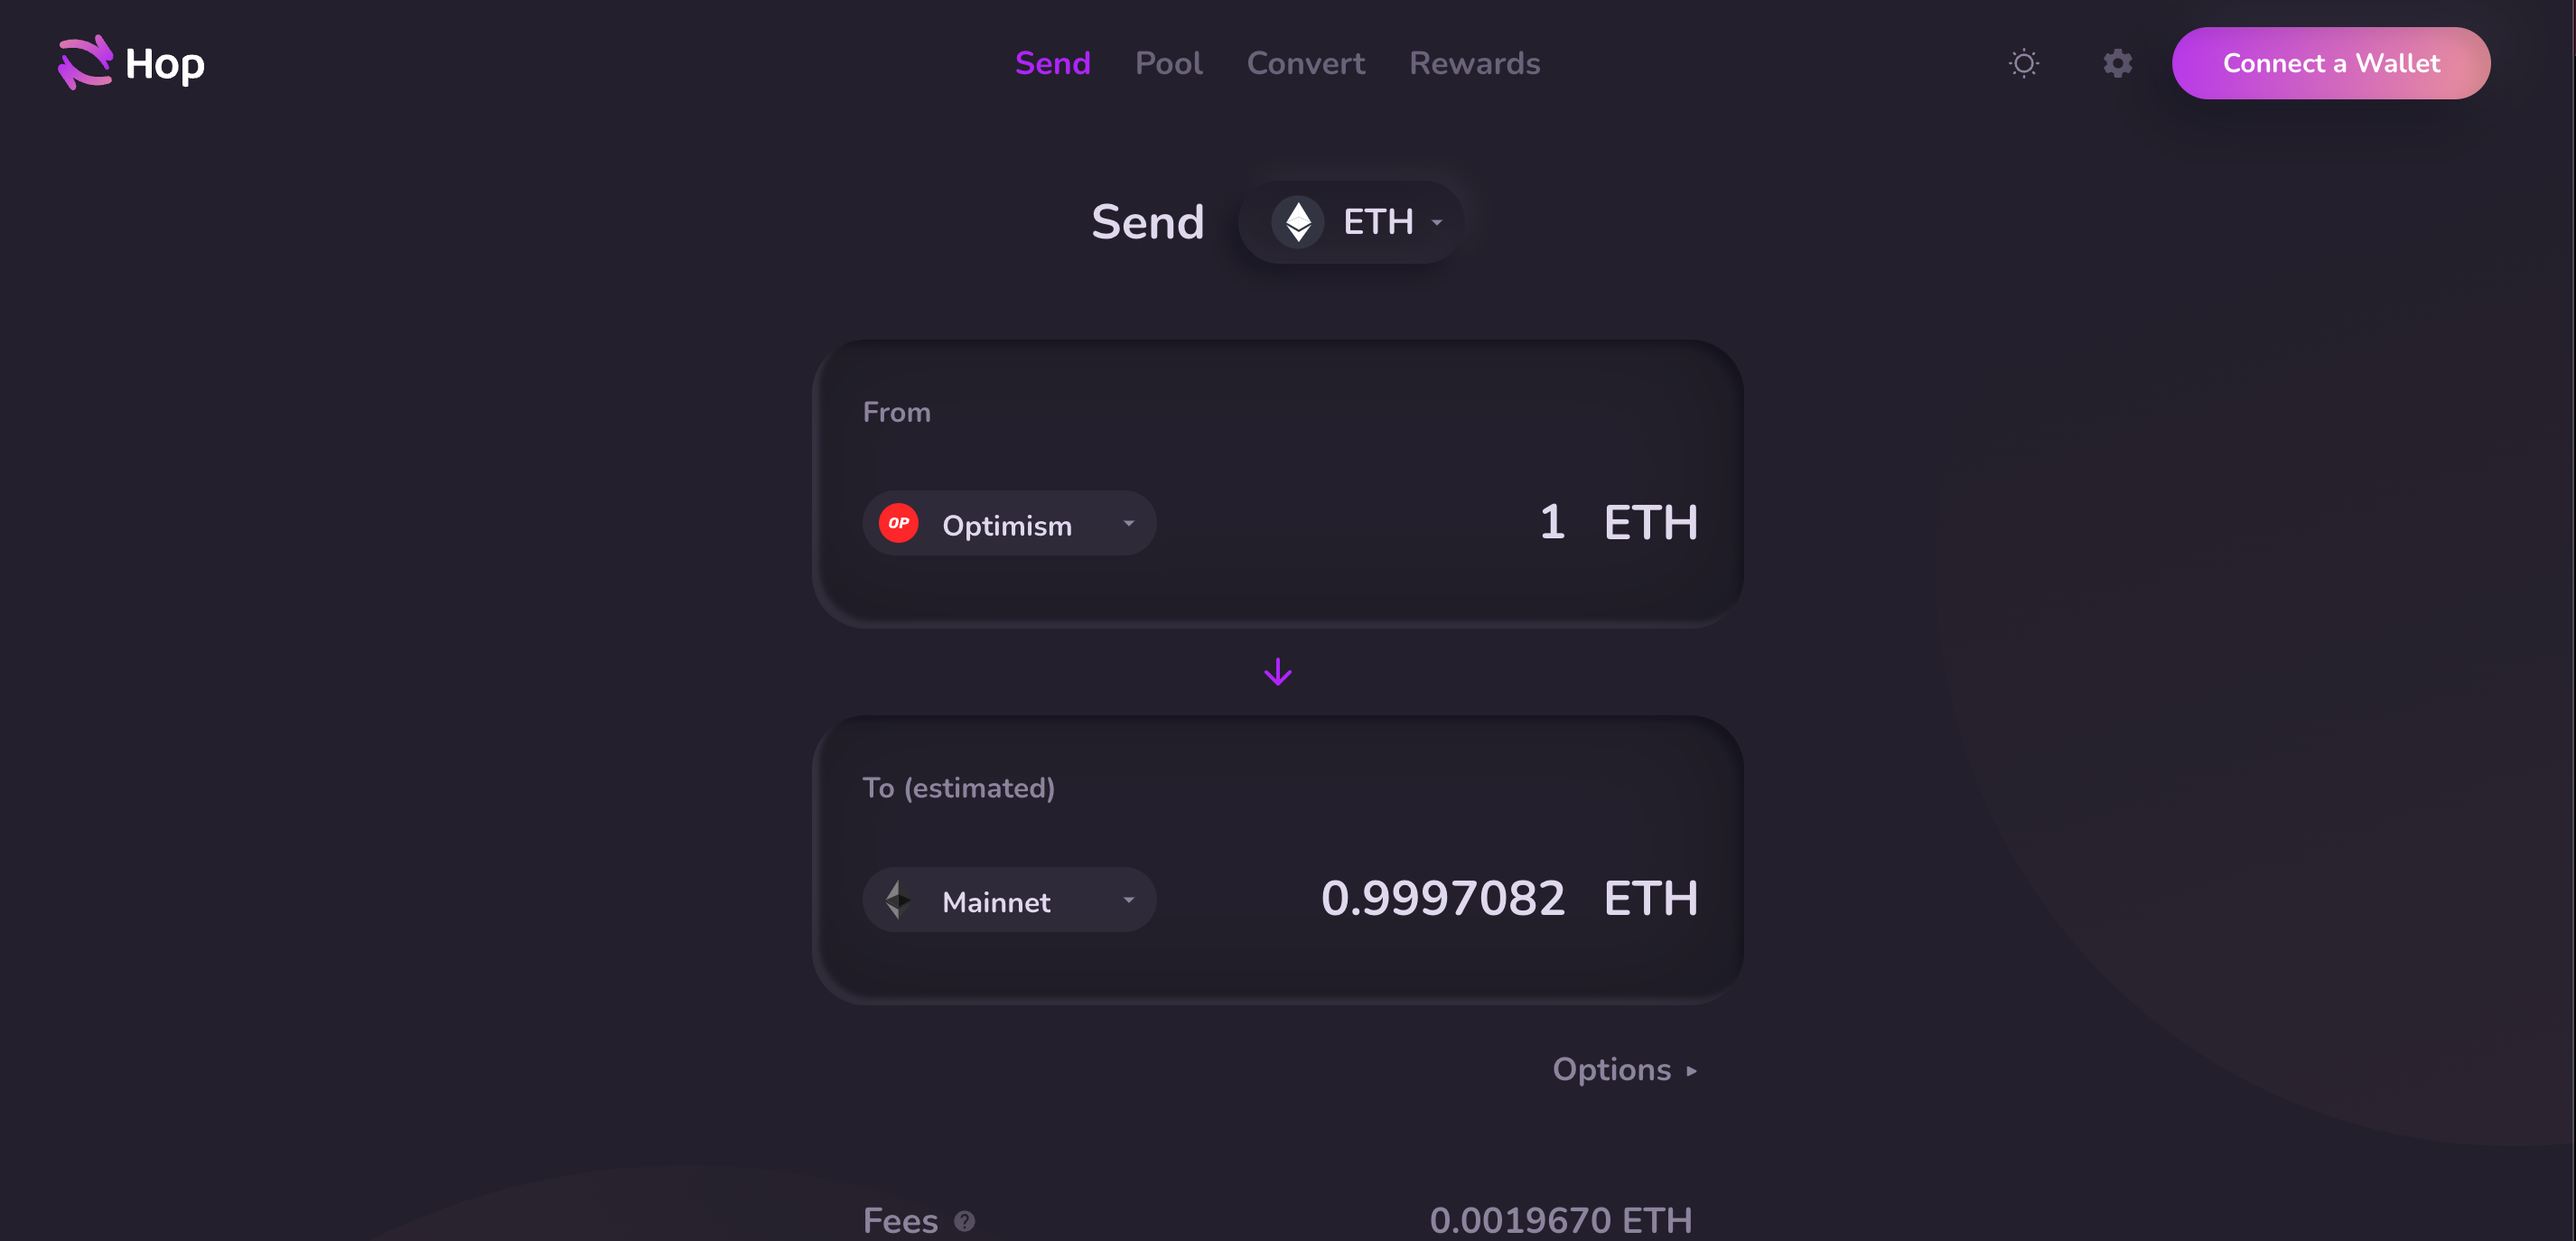 Hop
Send Pool Convert Rewards
Connect a Wallet
Send ETH
From
OP Optimism 1 ETH
To (estimated)
Mainnet 0.9997082 ETH
Options
Fees ? 0.0019670 ETH